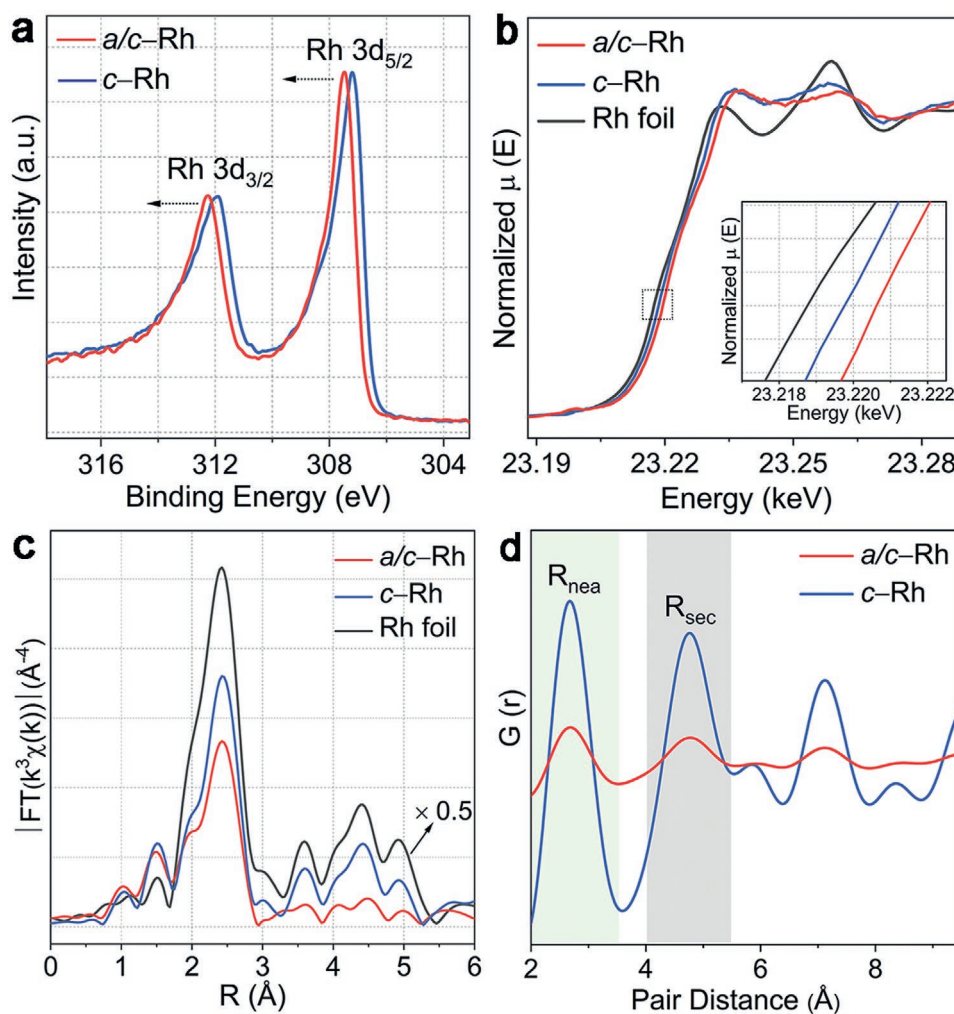 a
a/c–Rh
c–Rh
Rh 3d5/2
Rh 3d3/2
Intensity (a.u.)
316 312 308 304
Binding Energy (eV)
b
a/c–Rh
c–Rh
Rh foil
Normalized μ (E)
23.19 23.22 23.25 23.28
Energy (keV)
Normalized μ (E)
23.218 23.220 23.222
Energy (keV)
c
a/c–Rh
c–Rh
Rh foil
× 0.5
| FT(k³χ(k)) | (Å⁻⁴)
0 1 2 3 4 5 6
R (Å)
d
a/c–Rh
c–Rh
Rnea
Rsec
G (r)
2 4 6 8
Pair Distance (Å)